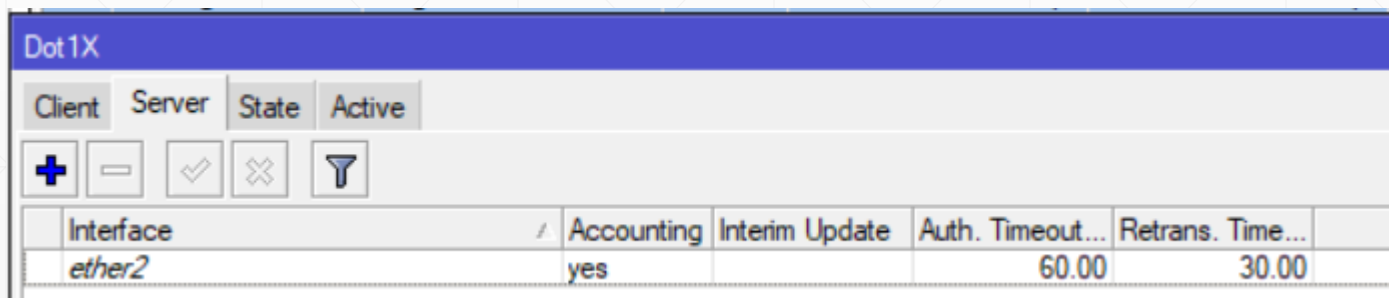 Dot1X
Client Server State Active
Interface Accounting Interim Update Auth. Timeout... Retrans. Time...
ether2 yes 60.00 30.00